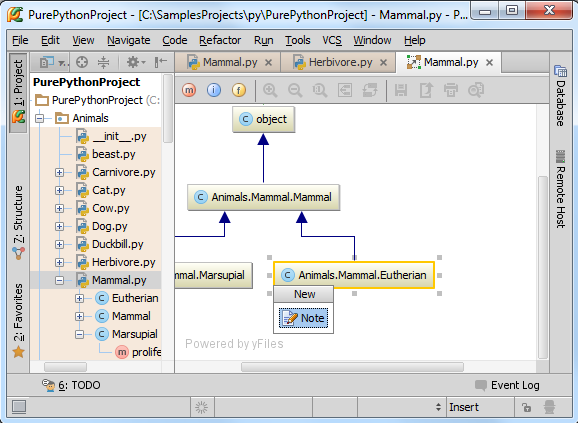 PurePythonProject - [C:\SamplesProjects\py\PurePythonProject] - Mammal.py - P...
File Edit View Navigate Code Refactor Run Tools VCS Window Help
Mammal.py Herbivore.py Mammal.py
1: Project
Z: Structure
2: Favorites
PurePythonProject
PurePythonProject (C:
Animals
__init__.py
beast.py
Carnivore.py
Cat.py
Cow.py
Dog.py
Duckbill.py
Herbivore.py
Mammal.py
C Eutherian
C Mammal
C Marsupial
m prolife
m i f
C object
C Animals.Mammal.Mammal
mmal.Marsupial
C Animals.Mammal.Eutherian
New
Note
Powered by yFiles
Database
Remote Host
6: TODO
Event Log
Insert